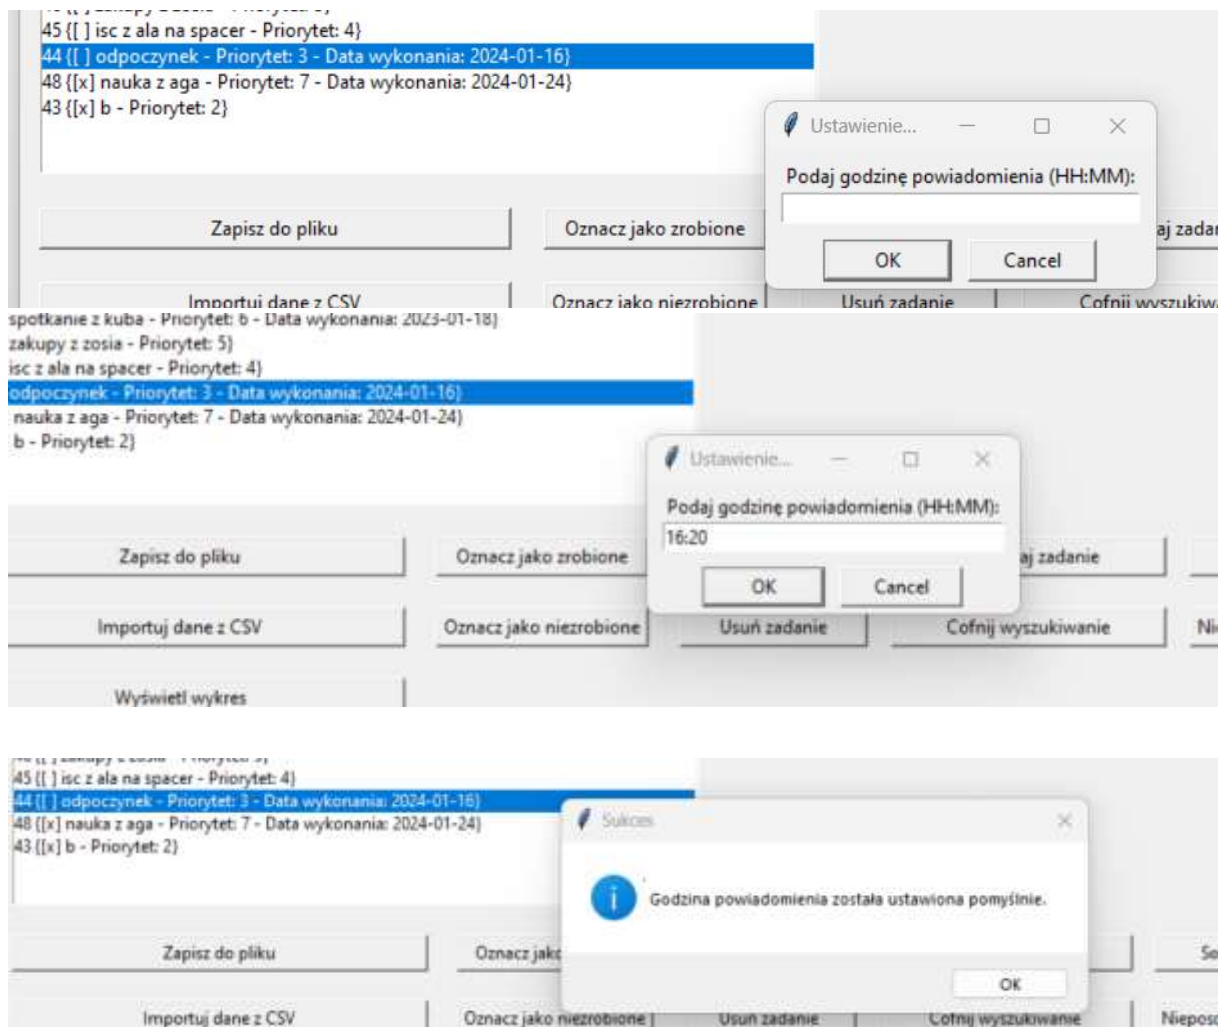 45 {[ ] isc z ala na spacer - Priorytet: 4}
44 {[ ] odpoczynek - Priorytet: 3 - Data wykonania: 2024-01-16}
48 {[x] nauka z aga - Priorytet: 7 - Data wykonania: 2024-01-24}
43 {[x] b - Priorytet: 2}
Ustawienie...
Podaj godzinę powiadomienia (HH:MM):
OK Cancel
Zapisz do pliku Oznacz jako zrobione
Importuj dane z CSV Oznacz jako niezrobione Usuń zadanie Cofnij
spotkanie z kuba - Priorytet: 6 - Data wykonania: 2023-01-18}
zakupy z zosia - Priorytet: 5}
isc z ala na spacer - Priorytet: 4}
odpoczynek - Priorytet: 3 - Data wykonania: 2024-01-16}
nauka z aga - Priorytet: 7 - Data wykonania: 2024-01-24}
b - Priorytet: 2}
Ustawienie...
Podaj godzinę powiadomienia (HH:MM):
16:20
OK Cancel
Zapisz do pliku Oznacz jako zrobione aj zadanie
Importuj dane z CSV Oznacz jako niezrobione Usuń zadanie Cofnij wyszukiwanie
Wyświetl wykres
45 {[ ] isc z ala na spacer - Priorytet: 4}
44 {[ ] odpoczynek - Priorytet: 3 - Data wykonania: 2024-01-16}
48 {[x] nauka z aga - Priorytet: 7 - Data wykonania: 2024-01-24}
43 {[x] b - Priorytet: 2}
Sukces
Godzina powiadomienia została ustawiona pomyślnie.
OK
Zapisz do pliku Oznacz jako
Importuj dane z CSV Oznacz jako niezrobione Usuń zadanie Cofnij wyszukiwanie